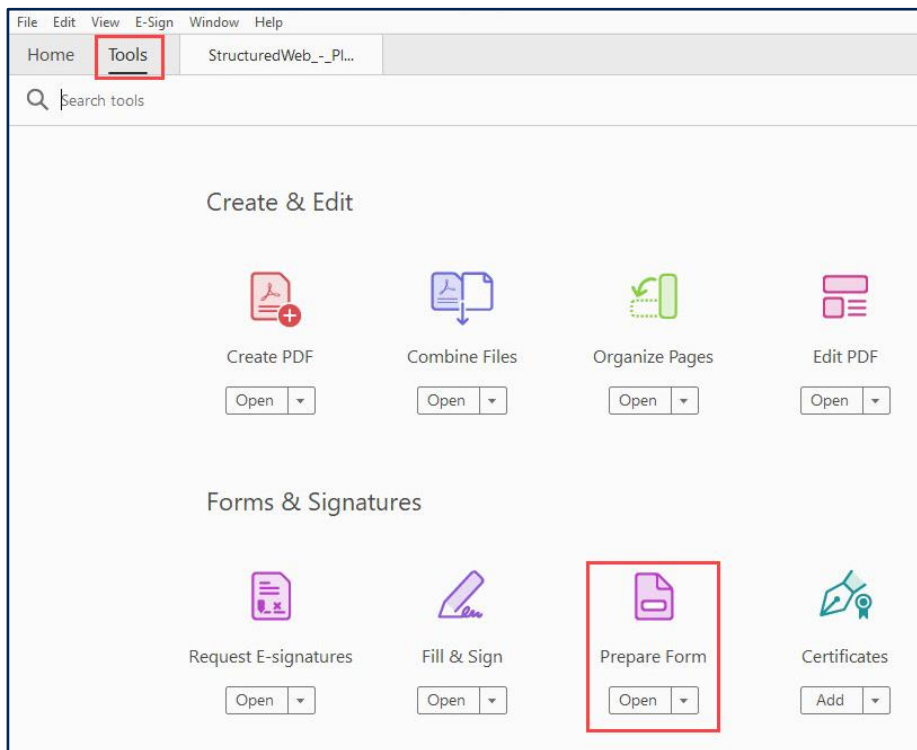 File Edit View E-Sign Window Help
Home Tools StructuredWeb_-_Pl...
Search tools
Create & Edit
Create PDF Combine Files Organize Pages Edit PDF
Open Open Open Open
Forms & Signatures
Request E-signatures Fill & Sign Prepare Form Certificates
Open Open Open Add